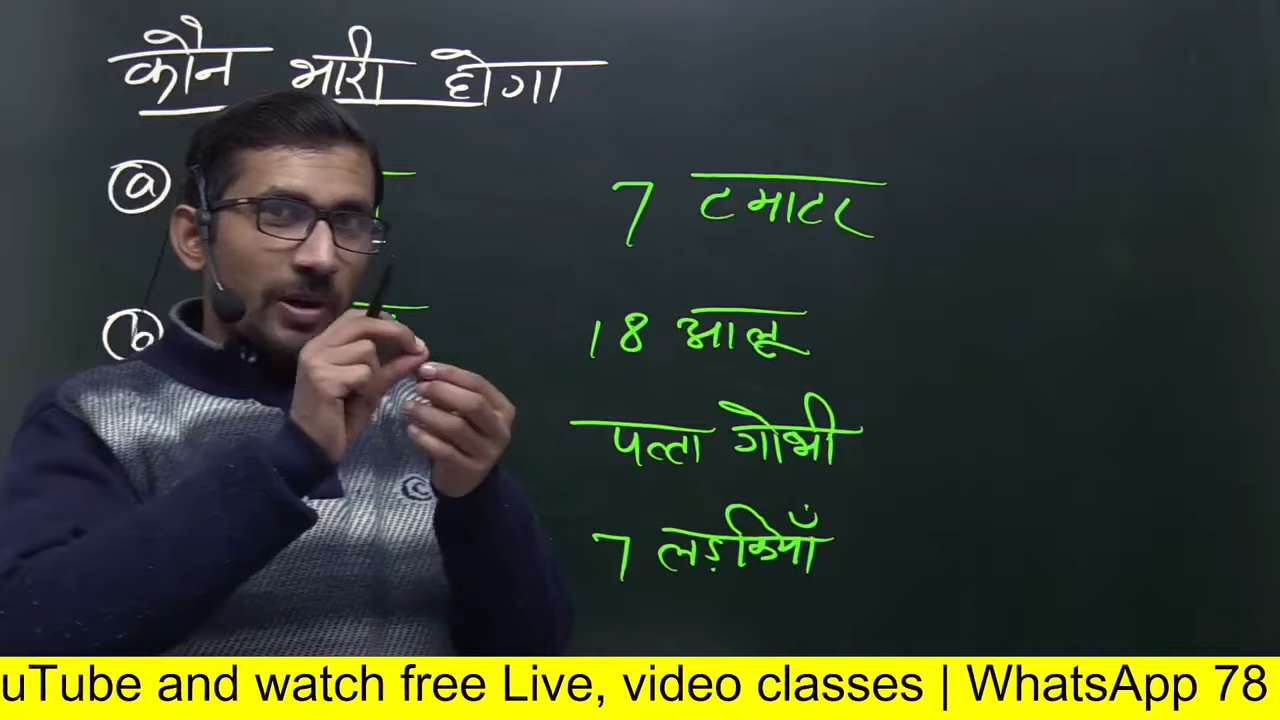 कौन भारी होगा
a
7 टमाटर
b
18 आलू
पत्ता गोभी
7 लड़कियाँ
C
uTube and watch free Live, video classes | WhatsApp 78